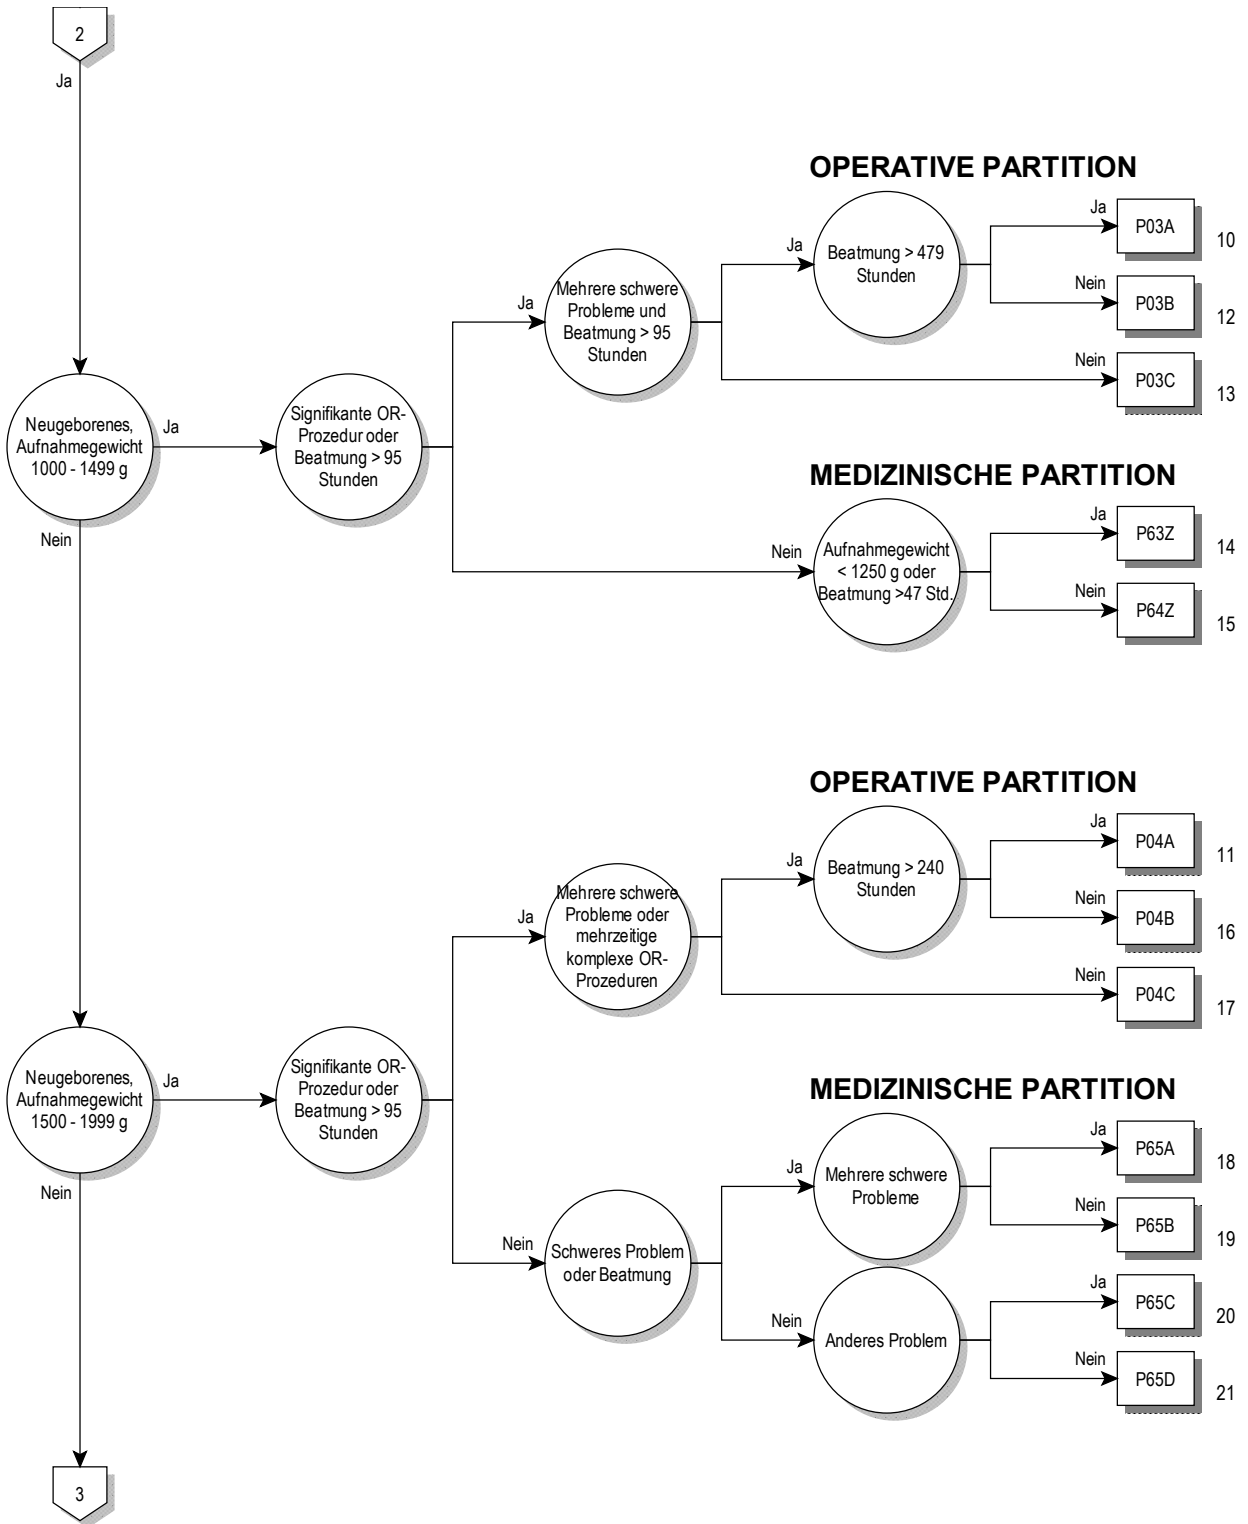 2
Ja
OPERATIVE PARTITION
Neugeborenes,
Aufnahmegewicht
1000 - 1499 g
Ja
Nein
Signifikante OR-
Prozedur oder
Beatmung > 95
Stunden
Ja
Mehrere schwere
Probleme und
Beatmung > 95
Stunden
Ja
Beatmung > 479
Stunden
Ja
P03A
10
Nein
P03B
12
Nein
P03C
13
MEDIZINISCHE PARTITION
Nein
Aufnahmegewicht
< 1250 g oder
Beatmung >47 Std.
Ja
P63Z
14
Nein
P64Z
15
OPERATIVE PARTITION
Neugeborenes,
Aufnahmegewicht
1500 - 1999 g
Ja
Nein
Signifikante OR-
Prozedur oder
Beatmung > 95
Stunden
Ja
Mehrere schwere
Probleme oder
mehrzeitige
komplexe OR-
Prozeduren
Ja
Beatmung > 240
Stunden
Ja
P04A
11
Nein
P04B
16
Nein
P04C
17
MEDIZINISCHE PARTITION
Nein
Schweres Problem
oder Beatmung
Ja
Mehrere schwere
Probleme
Ja
P65A
18
Nein
P65B
19
Nein
Anderes Problem
Ja
P65C
20
Nein
P65D
21
3